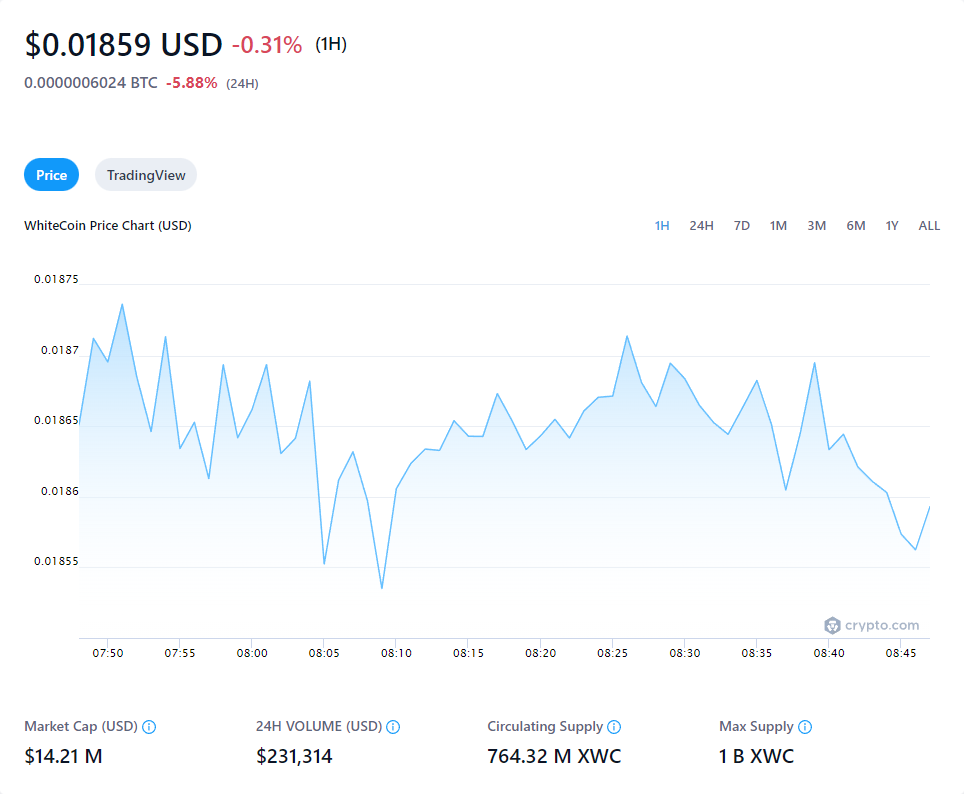 $0.01859 USD -0.31% (1H)
0.0000006024 BTC -5.88% (24H)
Price TradingView
WhiteCoin Price Chart (USD) 1H 24H 7D 1M 3M 6M 1Y ALL
0.01875
0.0187
0.01865
0.0186
0.01855
crypto.com
07:50 07:55 08:00 08:05 08:10 08:15 08:20 08:25 08:30 08:35 08:40 08:45
Market Cap (USD) 24H VOLUME (USD) Circulating Supply Max Supply
$14.21 M $231,314 764.32 M XWC 1 B XWC